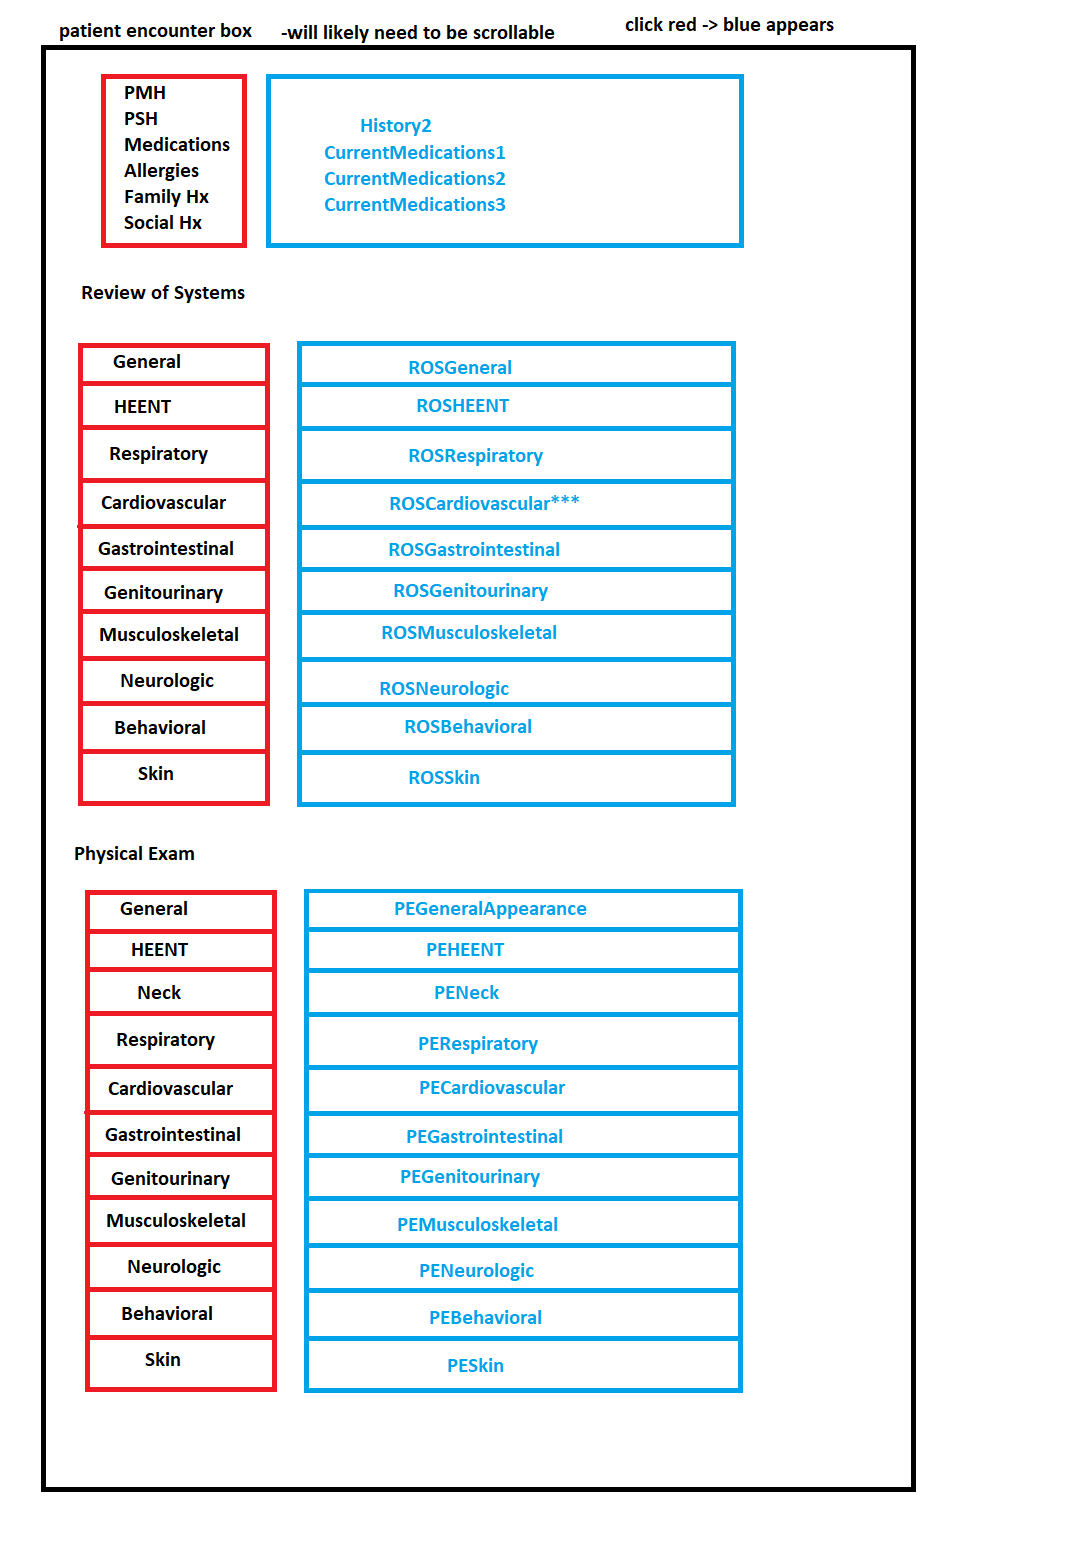 patient encounter box -will likely need to be scrollable click red -> blue appears
PMH
PSH
Medications
Allergies
Family Hx
Social Hx
History2
CurrentMedications1
CurrentMedications2
CurrentMedications3
Review of Systems
General ROSGeneral
HEENT ROSHEENT
Respiratory ROSRespiratory
Cardiovascular ROSCardiovascular***
Gastrointestinal ROSGastrointestinal
Genitourinary ROSGenitourinary
Musculoskeletal ROSMusculoskeletal
Neurologic ROSNeurologic
Behavioral ROSBehavioral
Skin ROSSkin
Physical Exam
General PEGeneralAppearance
HEENT PEHEENT
Neck PENeck
Respiratory PERespiratory
Cardiovascular PECardiovascular
Gastrointestinal PEGastrointestinal
Genitourinary PEGenitourinary
Musculoskeletal PEMusculoskeletal
Neurologic PENeurologic
Behavioral PEBehavioral
Skin PESkin